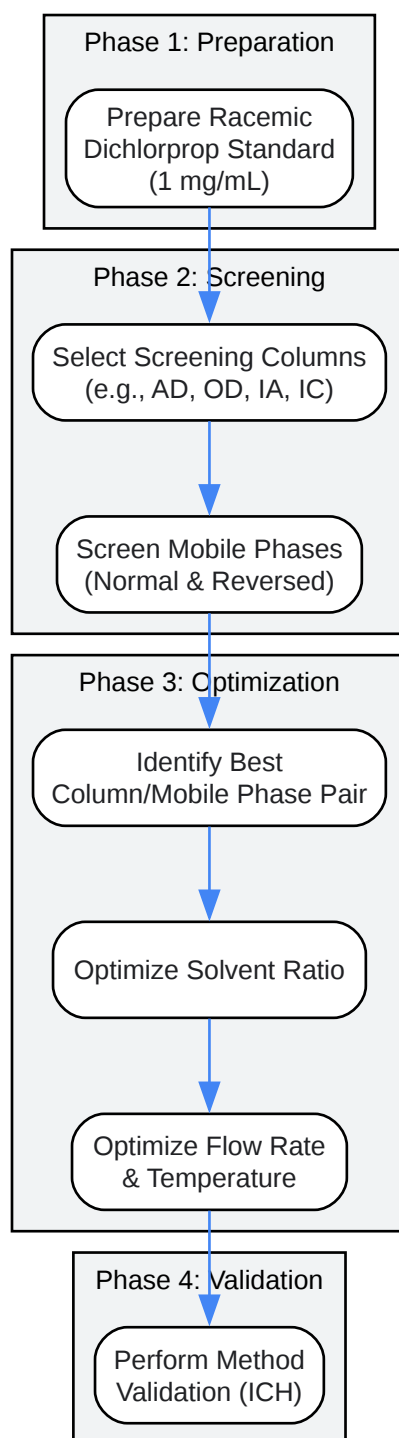 Phase 1: Preparation
Prepare Racemic
Dichlorprop Standard
(1 mg/mL)
Phase 2: Screening
Select Screening Columns
(e.g., AD, OD, IA, IC)
Screen Mobile Phases
(Normal & Reversed)
Phase 3: Optimization
Identify Best
Column/Mobile Phase Pair
Optimize Solvent Ratio
Optimize Flow Rate
& Temperature
Phase 4: Validation
Perform Method
Validation (ICH)